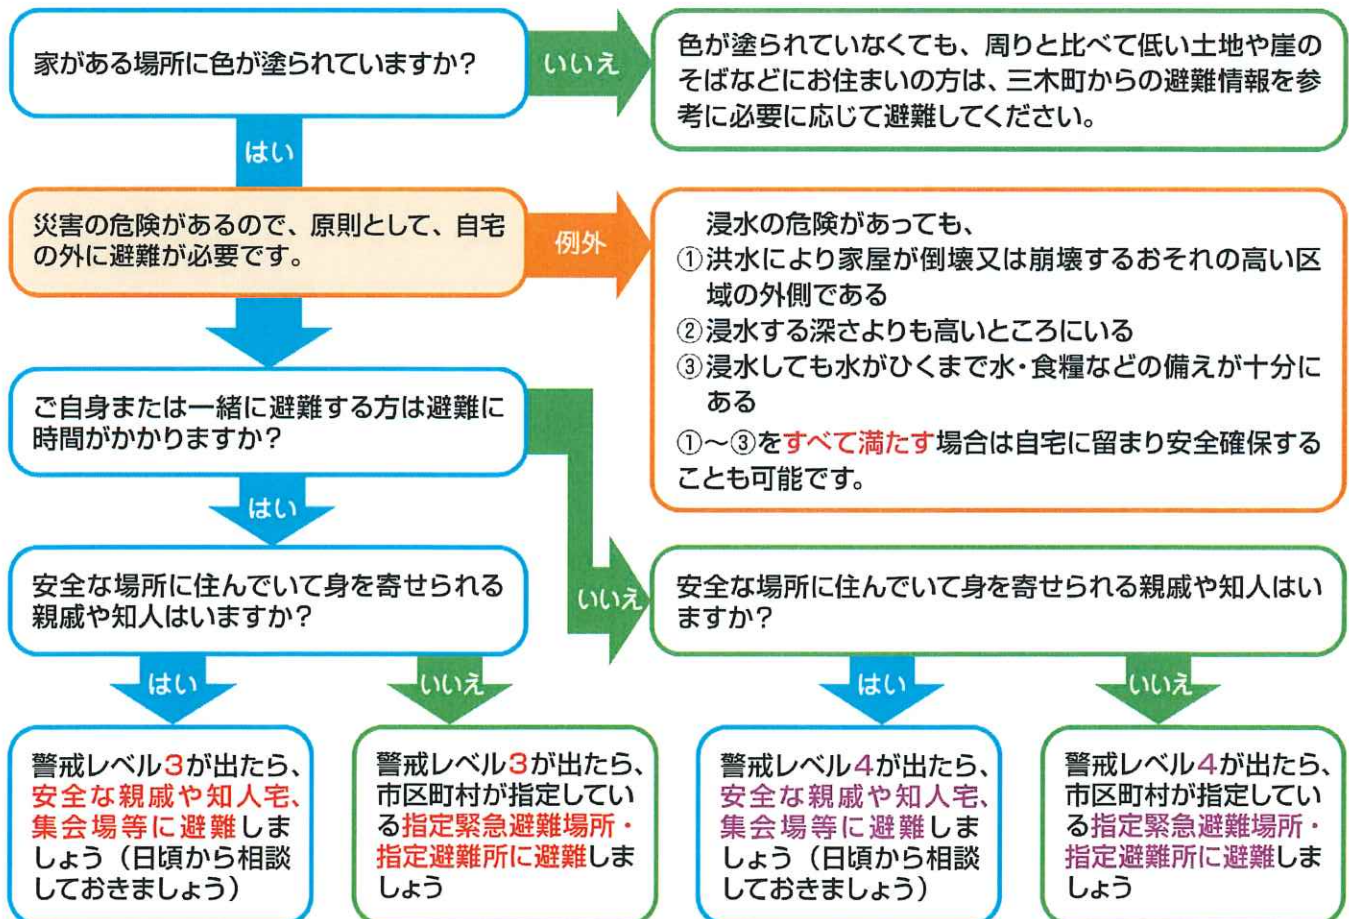 家がある場所に色が塗られていますか？
いいえ
色が塗られていなくても、周りと比べて低い土地や崖の
そばなどにお住まいの方は、三木町からの避難情報を参
考に必要に応じて避難してください。
はい
災害の危険があるので、原則として、自宅
の外に避難が必要です。
例外
浸水の危険があっても、
①洪水により家屋が倒壊又は崩壊するおそれの高い区
域の外側である
②浸水する深さよりも高いところにいる
③浸水しても水がひくまで水・食糧などの備えが十分に
ある
①～③をすべて満たす場合は自宅に留まり安全確保する
ことも可能です。
ご自身または一緒に避難する方は避難に
時間がかかりますか？
はい
いいえ
安全な場所に住んでいて身を寄せられる
親戚や知人はいますか？
安全な場所に住んでいて身を寄せられる親戚や知人はい
ますか？
はい
いいえ
はい
いいえ
警戒レベル3が出たら、
安全な親戚や知人宅、
集会場等に避難しま
しょう（日頃から相談
しておきましょう）
警戒レベル3が出たら、
市区町村が指定してい
る指定緊急避難場所・
指定避難所に避難しま
しょう
警戒レベル4が出たら、
安全な親戚や知人宅、
集会場等に避難しま
しょう（日頃から相談
しておきましょう）
警戒レベル4が出たら、
市区町村が指定してい
る指定緊急避難場所・
指定避難所に避難しま
しょう